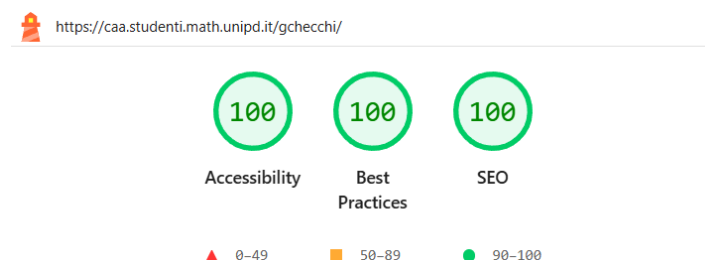 https://caa.studenti.math.unipd.it/gchecchi/
100 100 100
Accessibility Best Practices SEO
0–49 50–89 90–100